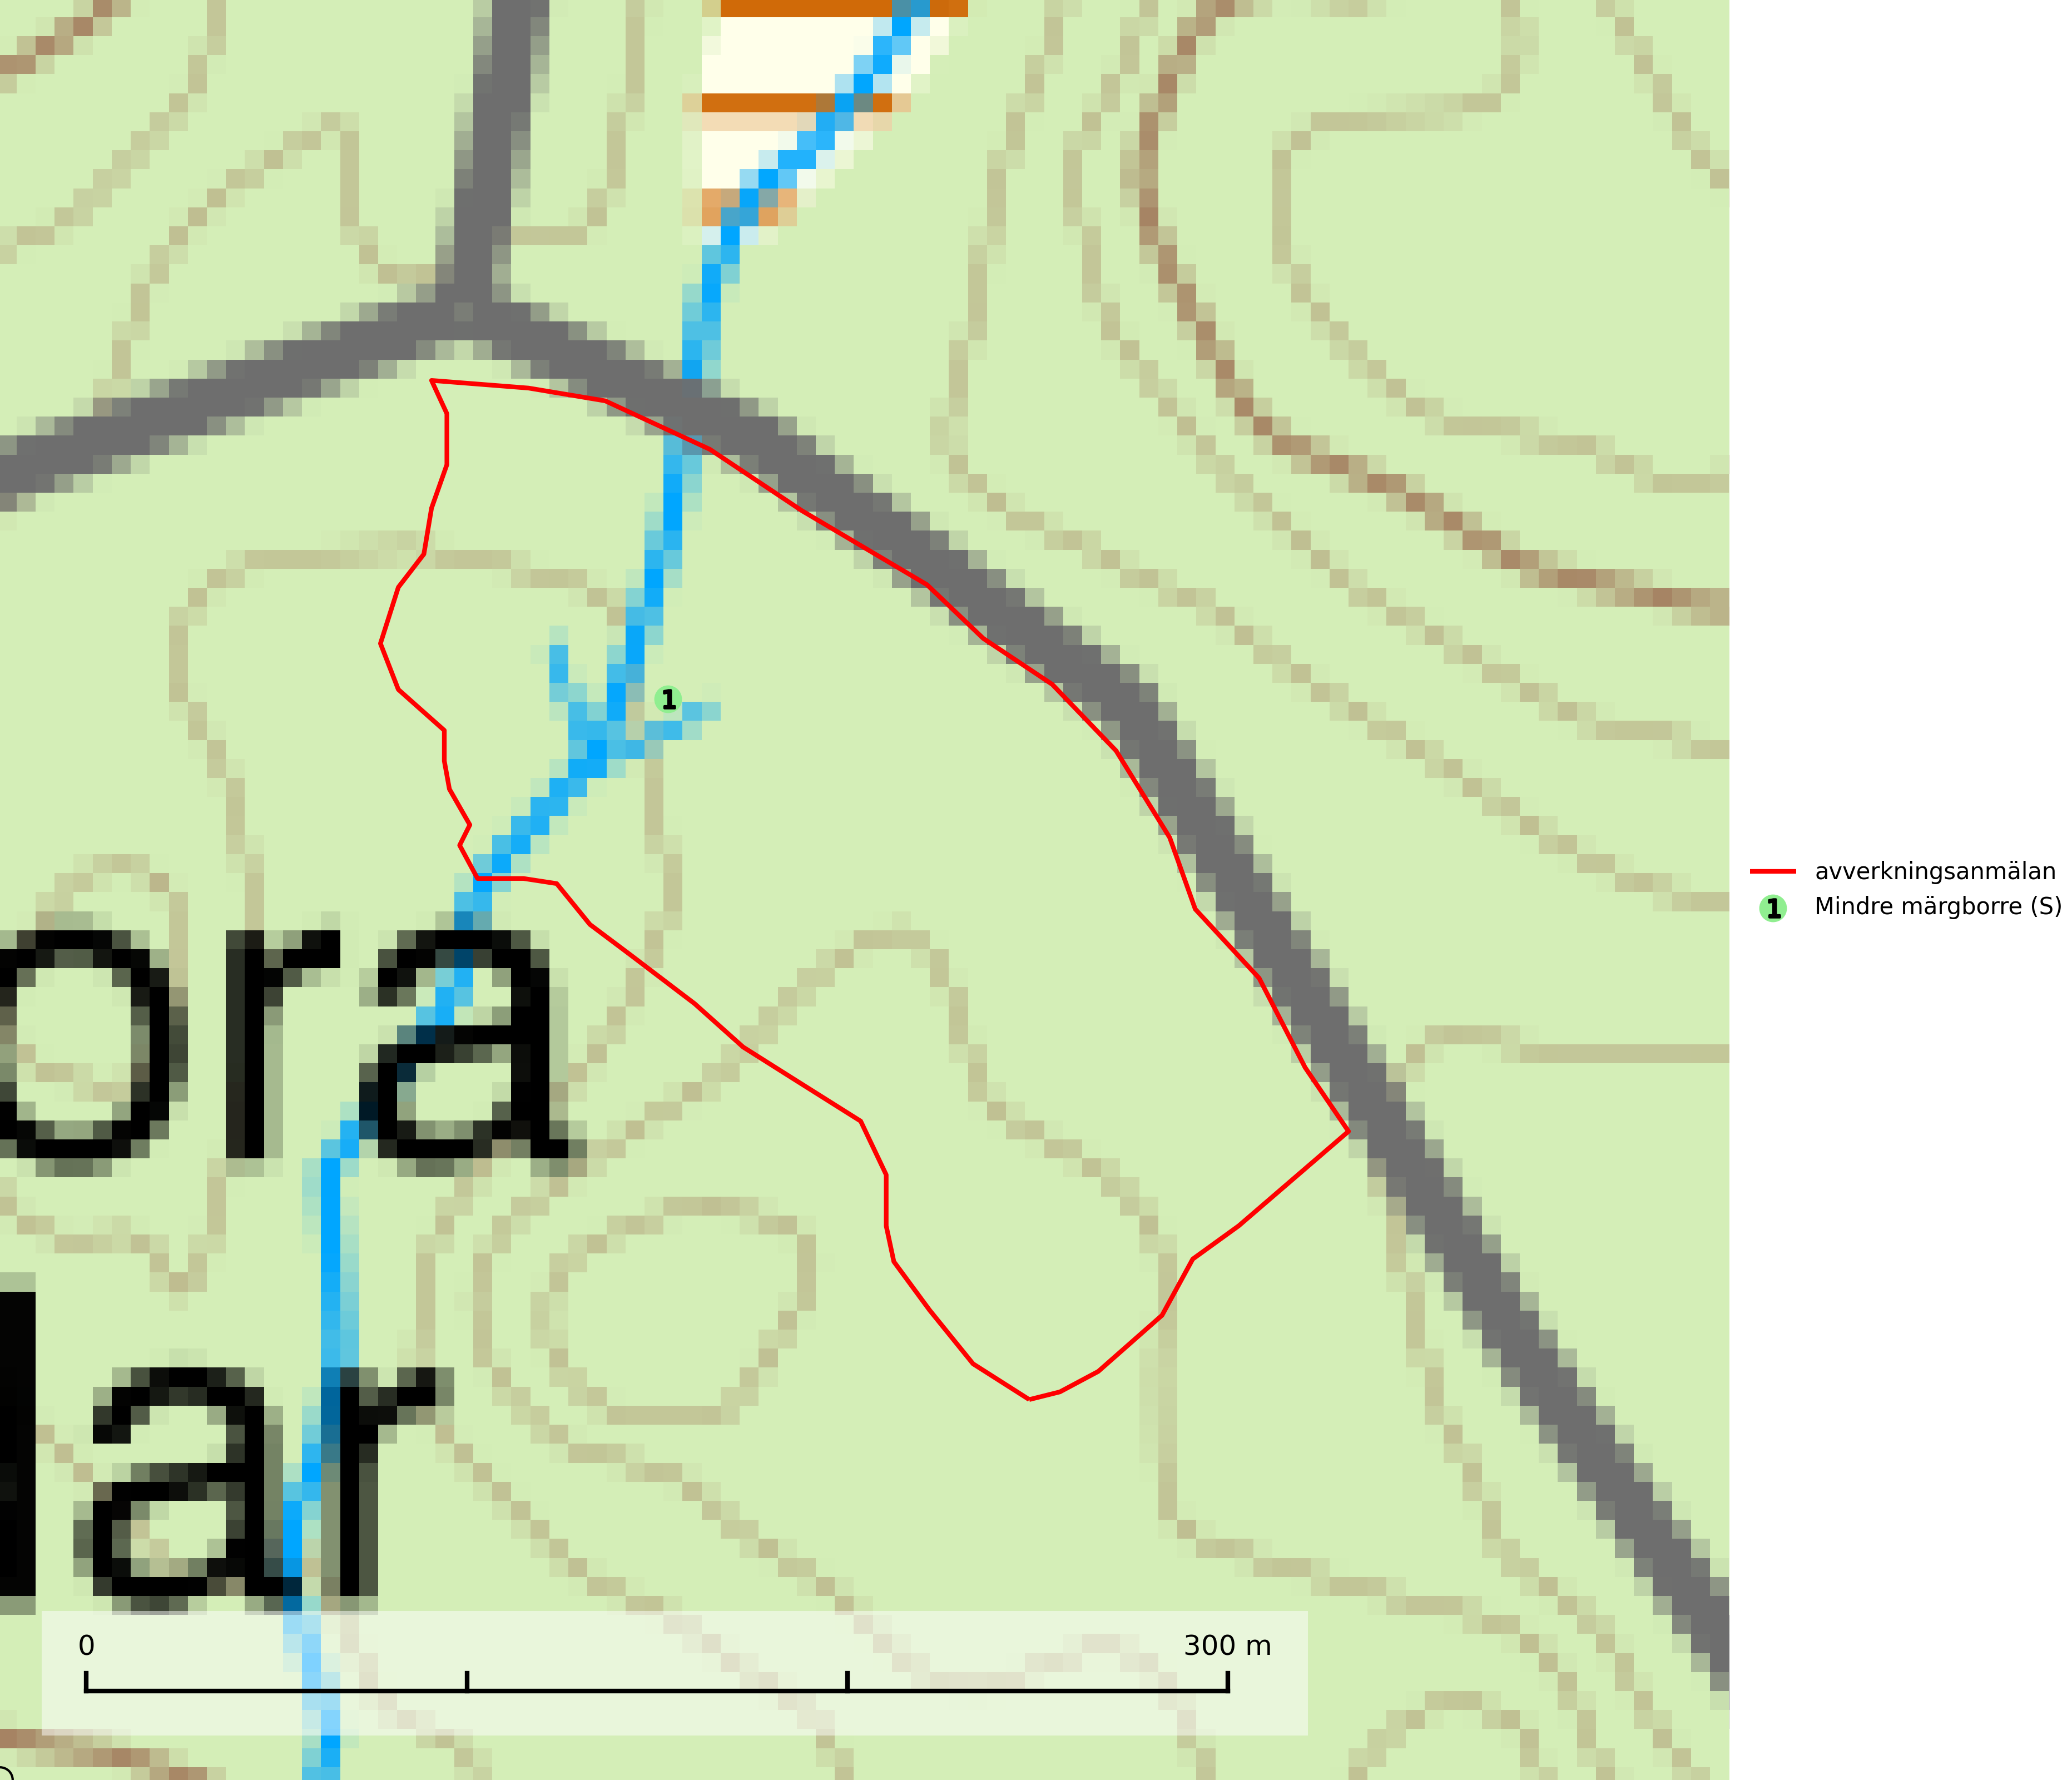 1
ora
lar
0 300 m
avverkningsanmälan
1 Mindre märgborre (S)